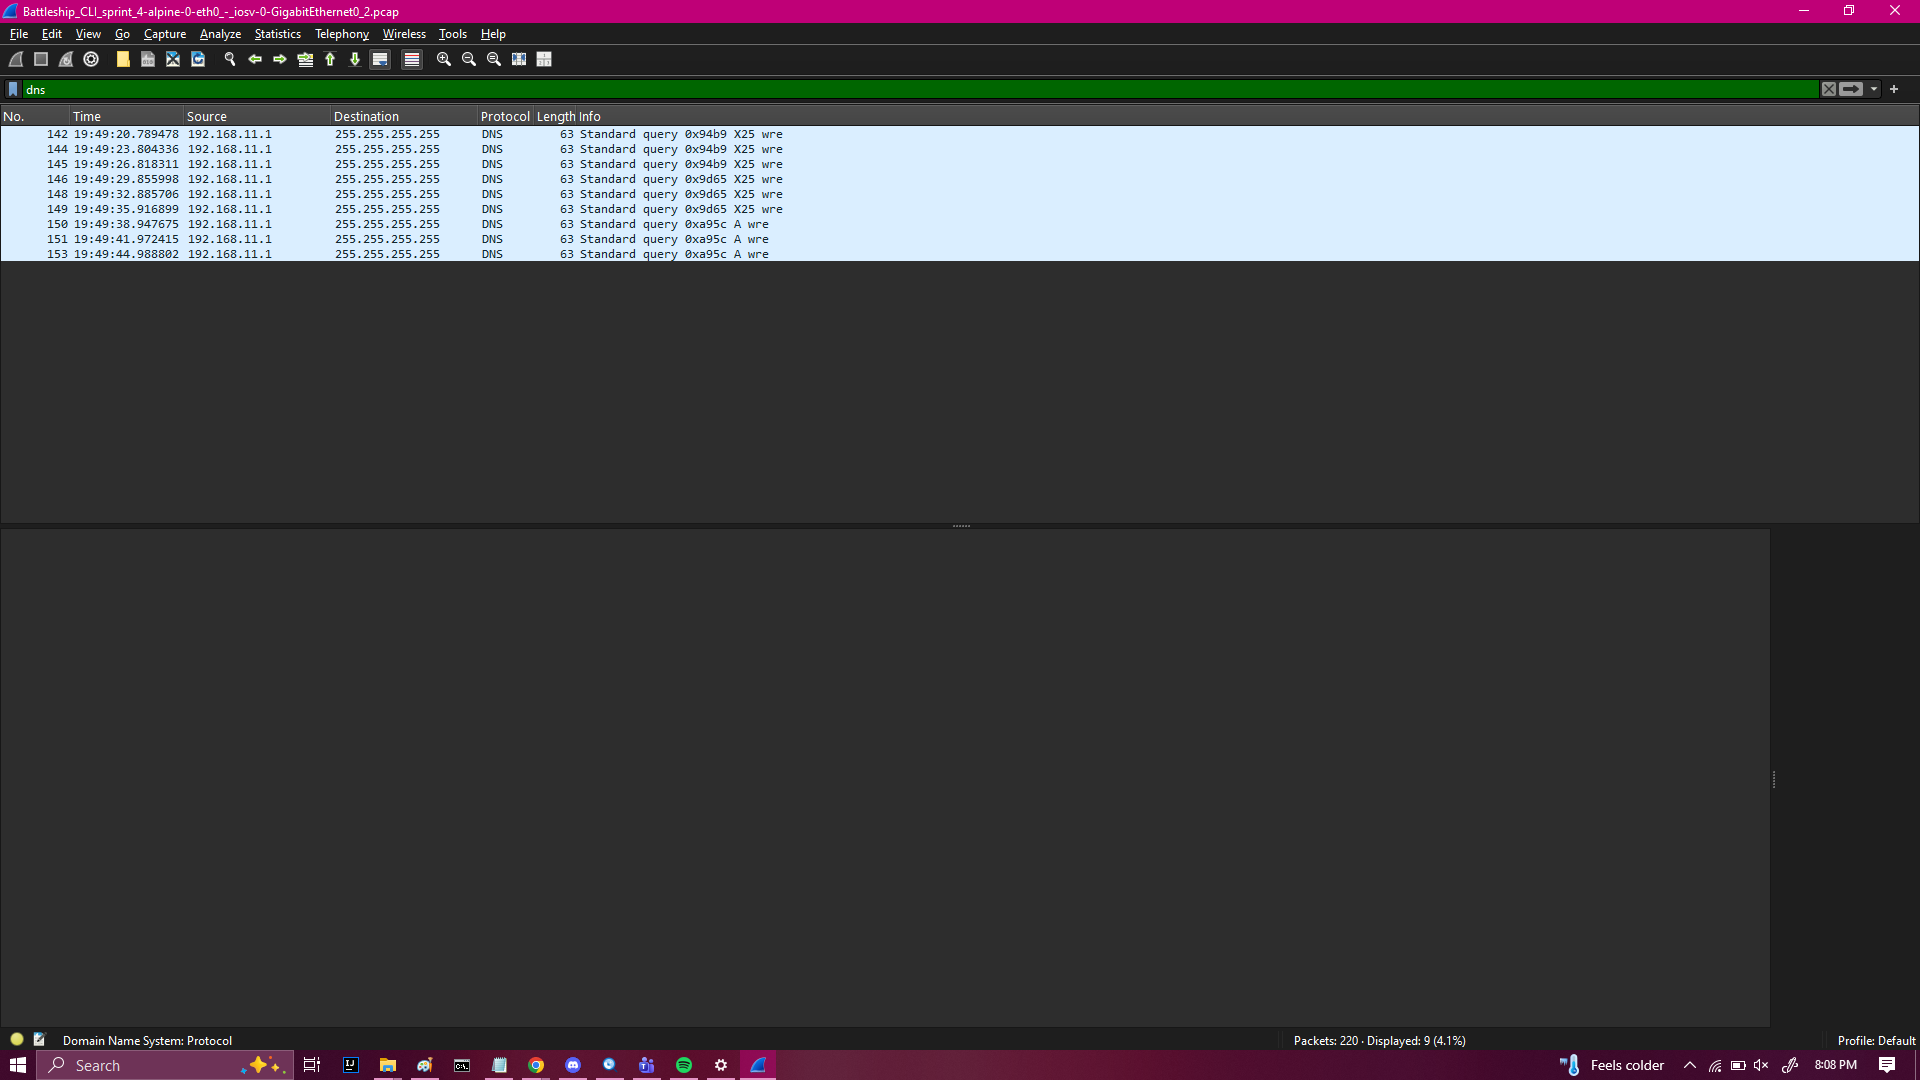 Battleship_CLI_sprint_4-alpine-0-eth0_-_iosv-0-GigabitEthernet0_2.pcap
File Edit View Go Capture Analyze Statistics Telephony Wireless Tools Help
dns
No. Time Source Destination Protocol Length Info
142 19:49:20.789478 192.168.11.1 255.255.255.255 DNS 63 Standard query 0x94b9 X25 wre
144 19:49:23.804336 192.168.11.1 255.255.255.255 DNS 63 Standard query 0x94b9 X25 wre
145 19:49:26.818311 192.168.11.1 255.255.255.255 DNS 63 Standard query 0x94b9 X25 wre
146 19:49:29.855998 192.168.11.1 255.255.255.255 DNS 63 Standard query 0x9d65 X25 wre
148 19:49:32.885706 192.168.11.1 255.255.255.255 DNS 63 Standard query 0x9d65 X25 wre
149 19:49:35.916899 192.168.11.1 255.255.255.255 DNS 63 Standard query 0x9d65 X25 wre
150 19:49:38.947675 192.168.11.1 255.255.255.255 DNS 63 Standard query 0xa95c A wre
151 19:49:41.972415 192.168.11.1 255.255.255.255 DNS 63 Standard query 0xa95c A wre
153 19:49:44.988802 192.168.11.1 255.255.255.255 DNS 63 Standard query 0xa95c A wre
Domain Name System: Protocol
Packets: 220 · Displayed: 9 (4.1%)
Profile: Default
Search
Feels colder
8:08 PM